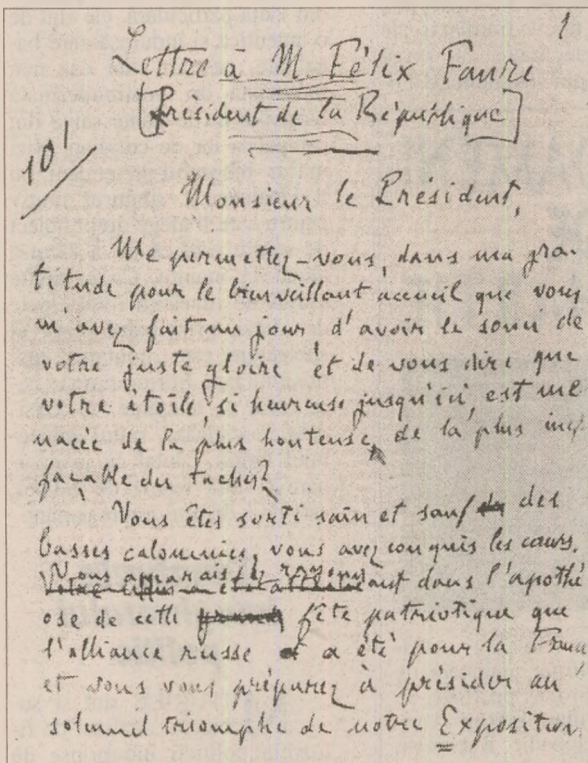 1
Lettre à M. Félix Faure
[Président de la République]
10!
Monsieur le Président,
Me permettez-vous, dans ma gra-
titude pour le bienveillant accueil que vous
m'avez fait un jour, d'avoir le souci de
votre juste gloire et de vous dire que
votre étoile, si heureuse jusqu'ici, est me
nacée de la plus honteuse, de la plus inef
façable des taches?
Vous êtes sorti sain et sauf des
basses calomnies, vous avez conquis les cœurs.
Vous apparaissez rayonn
ant dans l'apothé
ose de cette fête patriotique que
l'alliance russe a été pour la France
et vous vous préparez à présider au
solennel triomphe de notre Exposition